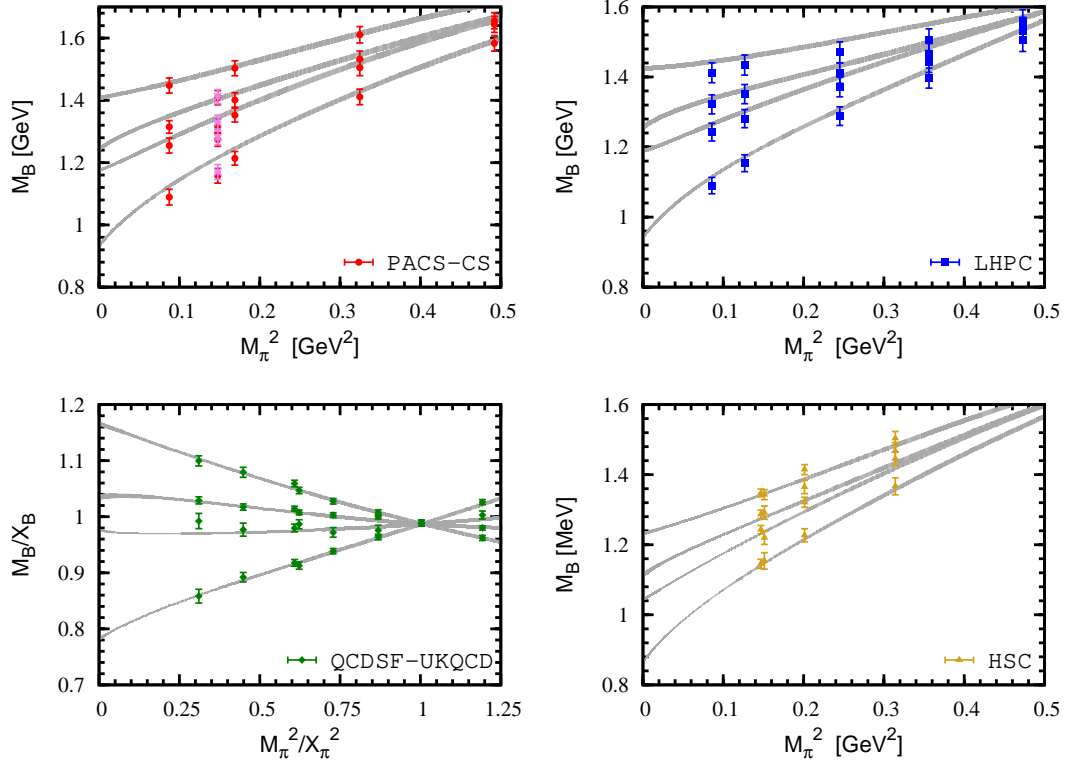 M_B [GeV]
1.6
1.4
1.2
1
0.8
PACS-CS
0 0.1 0.2 0.3 0.4 0.5
M_π^2 [GeV^2]
M_B [GeV]
1.6
1.4
1.2
1
0.8
LHPC
0 0.1 0.2 0.3 0.4 0.5
M_π^2 [GeV^2]
M_B/X_B
1.2
1.1
1
0.9
0.8
0.7
QCDSF-UKQCD
0 0.25 0.5 0.75 1 1.25
M_π^2/X_π^2
M_B [MeV]
1.6
1.4
1.2
1
0.8
HSC
0 0.1 0.2 0.3 0.4 0.5
M_π^2 [GeV^2]